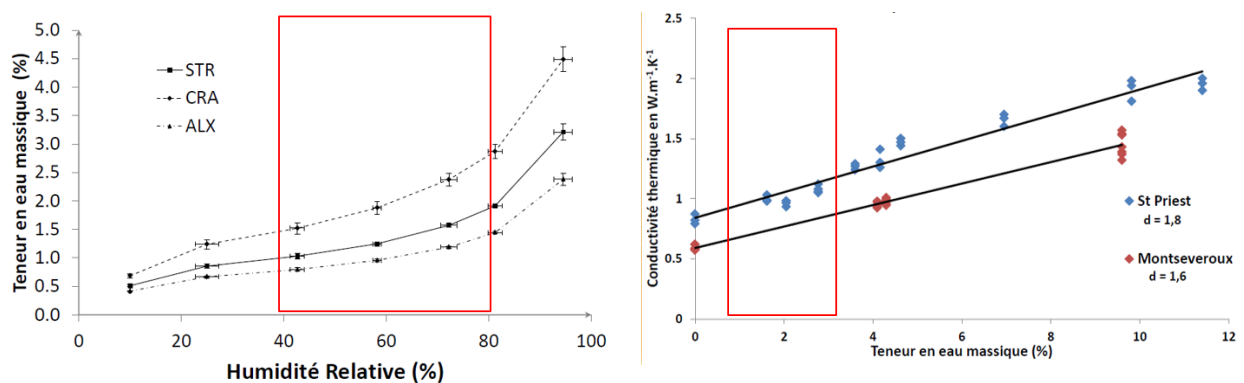 Teneur en eau massique (%)
5.0
4.5
4.0
3.5
3.0
2.5
2.0
1.5
1.0
0.5
0.0
STR
CRA
ALX
0
20
40
60
80
100
Humidité Relative (%)
Conductivité thermique en W.m⁻¹.K⁻¹
2.5
2
1.5
1
0.5
0
St Priest
d = 1,8
Montseveroux
d = 1,6
0
2
4
6
8
10
12
Teneur en eau massique (%)